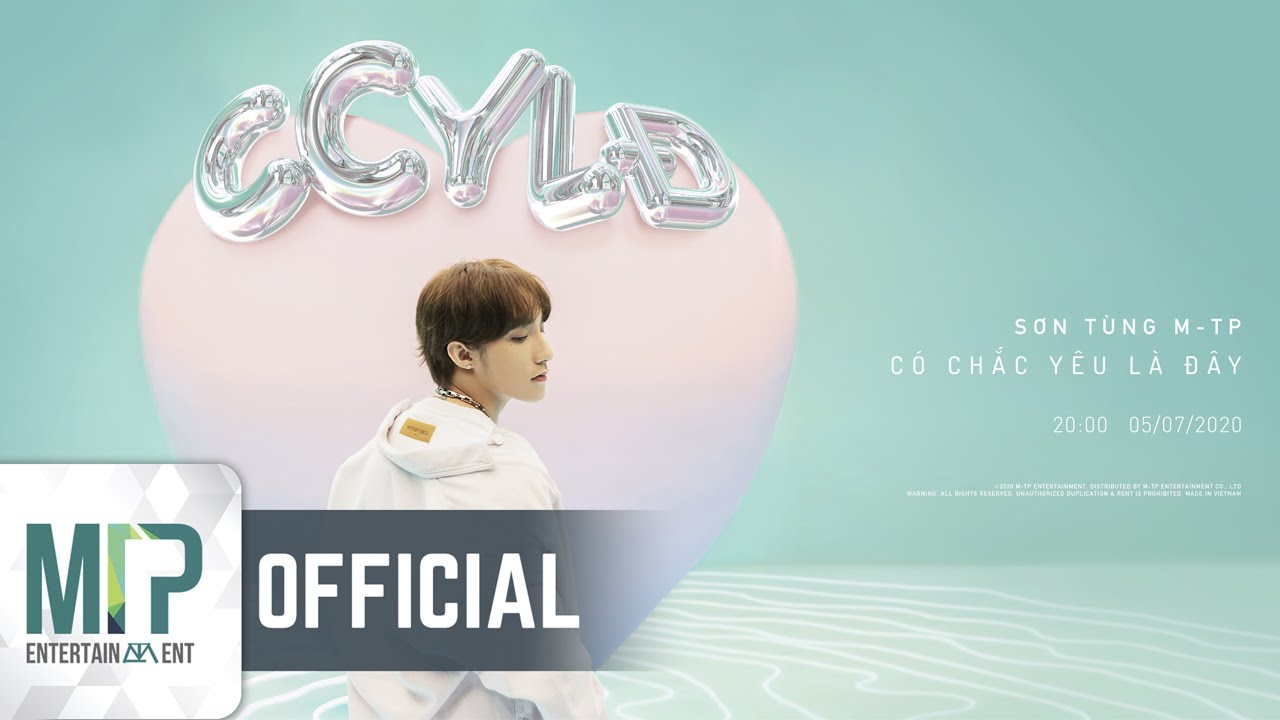 CCYLĐ
SƠN TÙNG M-TP
CÓ CHẮC YÊU LÀ ĐÂY
20:00 05/07/2020
©2020 M-TP ENTERTAINMENT. DISTRIBUTED BY M-TP ENTERTAINMENT CO., LTD
WARNING. ALL RIGHTS RESERVED. UNAUTHORIZED DUPLICATION & RENT IS PROHIBITED. MADE IN VIETNAM
MTP
ENTERTAINMENT
OFFICIAL